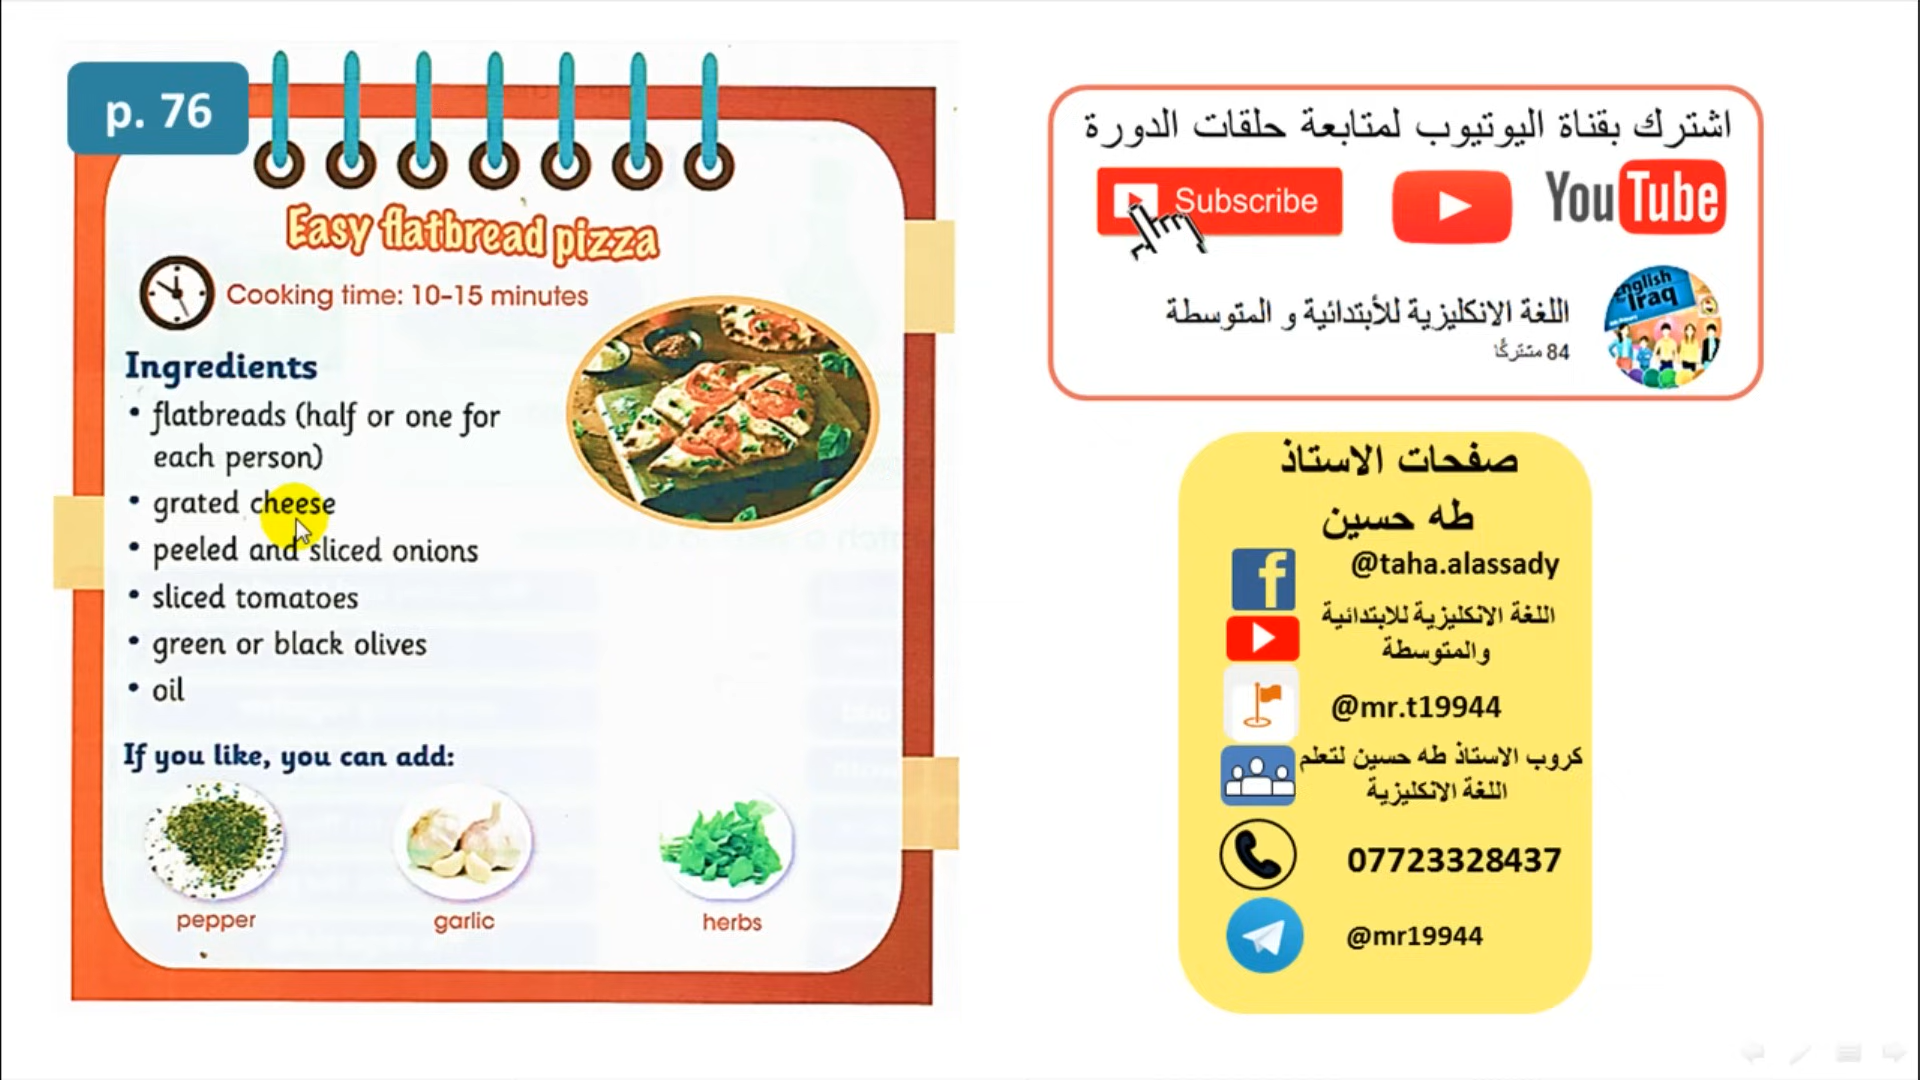 p. 76
Easy flatbread pizza
Cooking time: 10-15 minutes
Ingredients
• flatbreads (half or one for
each person)
• grated cheese
• peeled and sliced onions
• sliced tomatoes
• green or black olives
• oil
If you like, you can add:
pepper
garlic
herbs
اشترك بقناة اليوتيوب لمتابعة حلقات الدورة
Subscribe
YouTube
English
Iraq
اللغة الانكليزية للأبتدائية و المتوسطة
84 مشتركًا
صفحات الاستاذ
طه حسين
@taha.alassady
اللغة الانكليزية للابتدائية
والمتوسطة
@mr.t19944
كروب الاستاذ طه حسين لتعلم
اللغة الانكليزية
07723328437
@mr19944